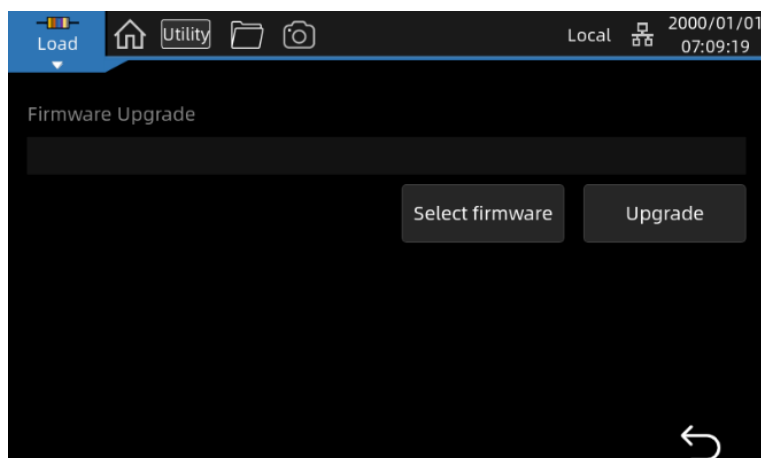 Load
Utility
Local
2000/01/01
07:09:19
Firmware Upgrade
Select firmware
Upgrade